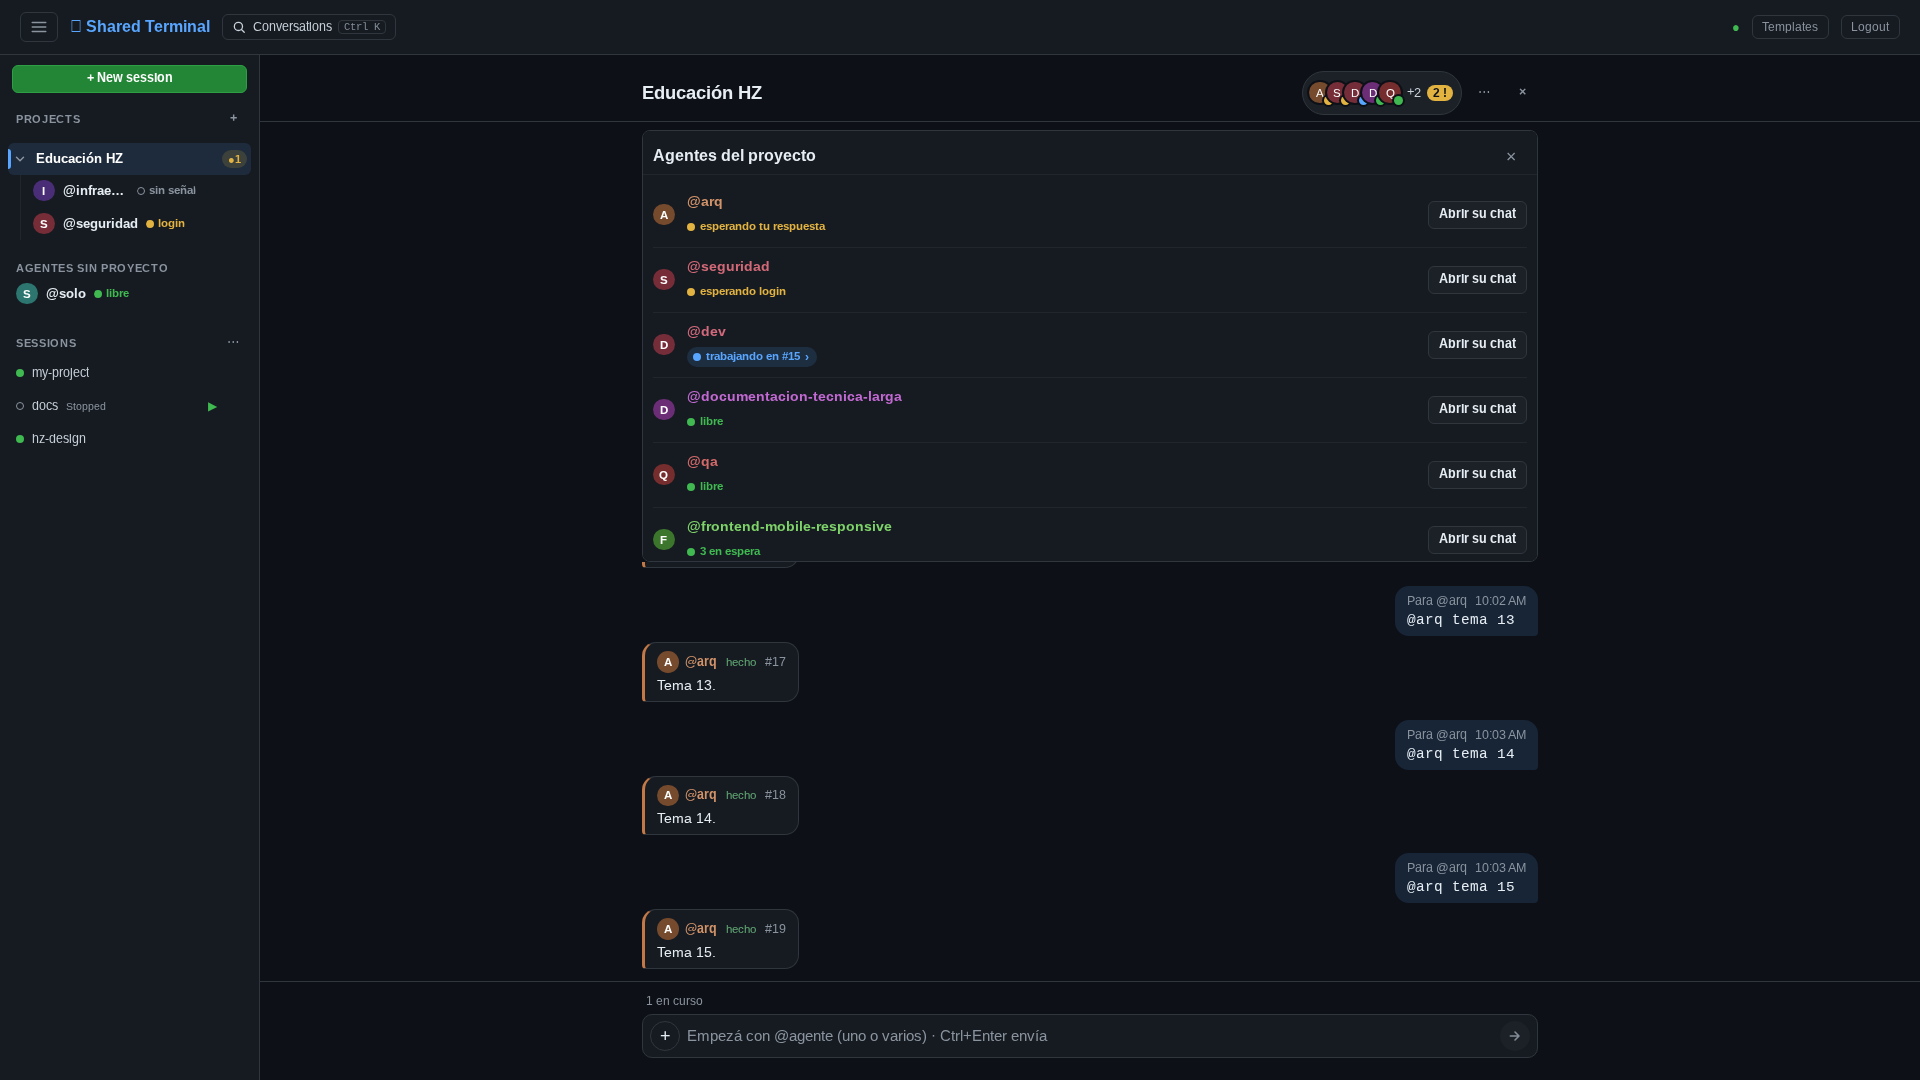 Shared Terminal
Conversations Ctrl K
Templates
Logout
+ New session
PROJECTS +
Educación HZ ●1
I @infrae... sin señal
S @seguridad login
AGENTES SIN PROYECTO
S @solo libre
SESSIONS ...
my-project
docs Stopped
hz-design
Educación HZ
A S D D Q +2 2 !
... ×
Agentes del proyecto ×
A @arq
esperando tu respuesta
Abrir su chat
S @seguridad
esperando login
Abrir su chat
D @dev
trabajando en #15 ›
Abrir su chat
D @documentacion-tecnica-larga
libre
Abrir su chat
Q @qa
libre
Abrir su chat
F @frontend-mobile-responsive
3 en espera
Abrir su chat
Para @arq 10:02 AM
@arq tema 13
A @arq hecho #17
Tema 13.
Para @arq 10:03 AM
@arq tema 14
A @arq hecho #18
Tema 14.
Para @arq 10:03 AM
@arq tema 15
A @arq hecho #19
Tema 15.
1 en curso
+ Empezá con @agente (uno o varios) · Ctrl+Enter envía